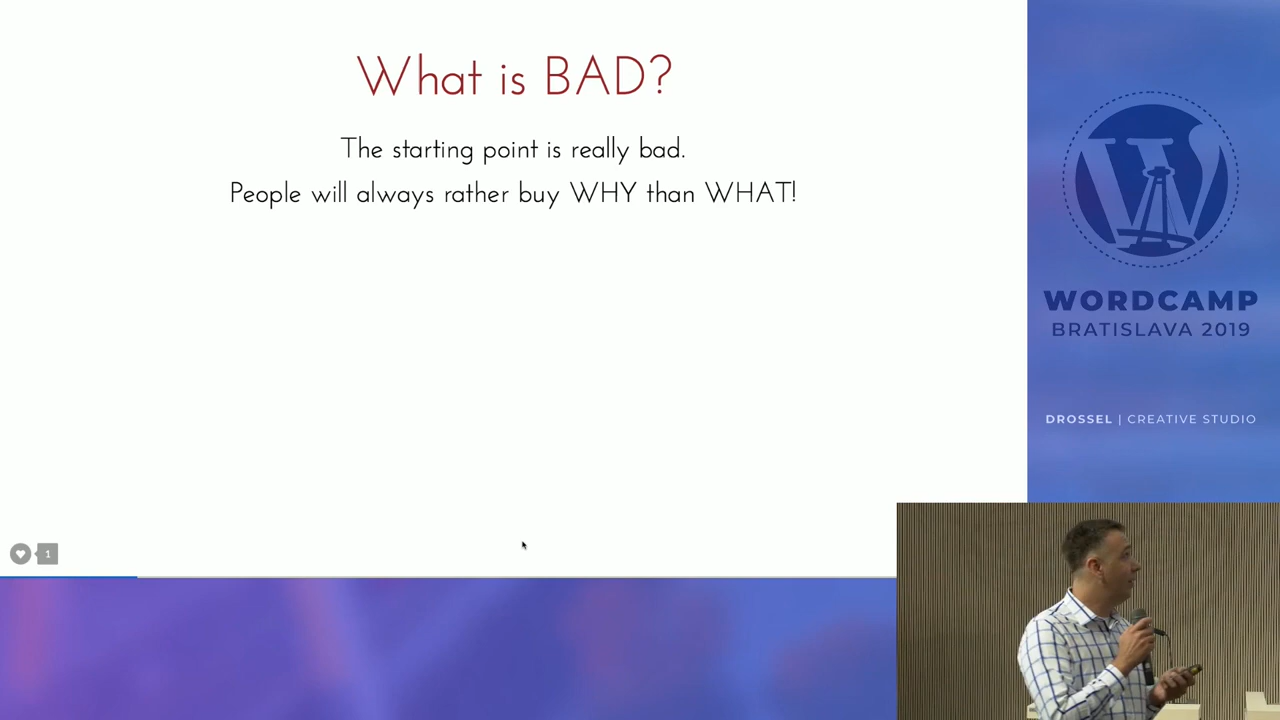 What is BAD?
The starting point is really bad.
People will always rather buy WHY than WHAT!
1
WORDCAMP
BRATISLAVA 2019
DROSSEL | CREATIVE STUDIO